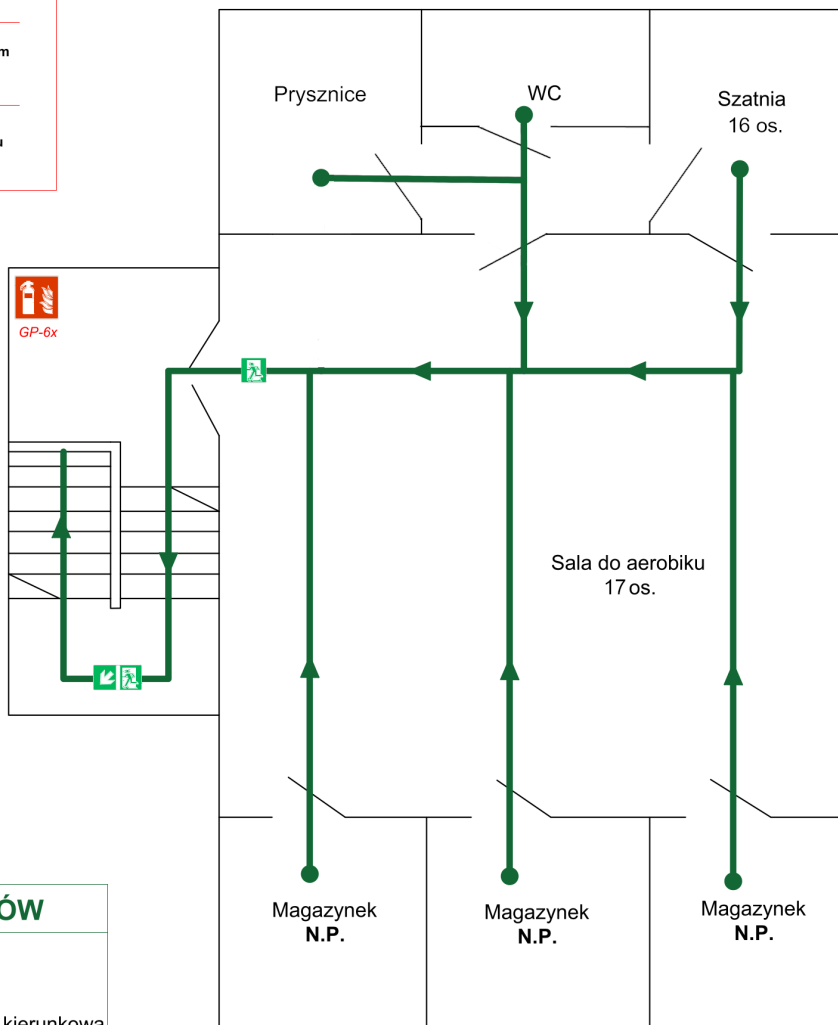 m
u
Prysznice
WC
Szatnia
16 os.
GP-6x
Sala do aerobiku
17 os.
Magazynek
N.P.
Magazynek
N.P.
Magazynek
N.P.
ÓW
kierunkowa